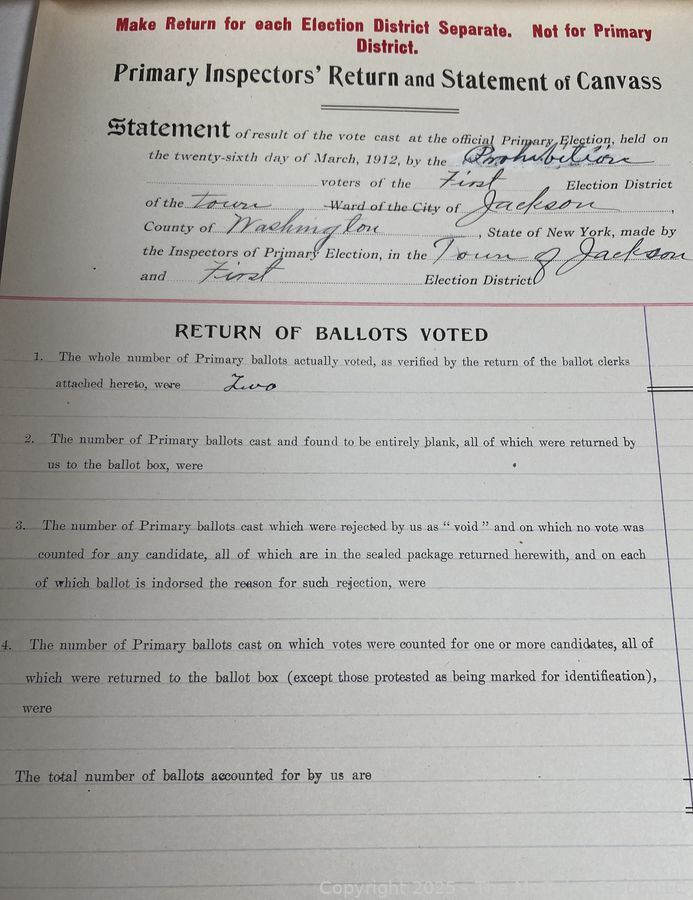 Make Return for each Election District Separate. Not for Primary
District.
Primary Inspectors' Return and Statement of Canvass
Statement of result of the vote cast at the official Primary Election, held on
the twenty-sixth day of March, 1912, by the Prohibition
voters of the First Election District
of the town Ward of the City of Jackson,
County of Washington, State of New York, made by
the Inspectors of Primary Election, in the Town of Jackson
and First Election District
RETURN OF BALLOTS VOTED
1. The whole number of Primary ballots actually voted, as verified by the return of the ballot clerks
attached hereto, were Two
2. The number of Primary ballots cast and found to be entirely blank, all of which were returned by
us to the ballot box, were
3. The number of Primary ballots cast which were rejected by us as "void" and on which no vote was
counted for any candidate, all of which are in the sealed package returned herewith, and on each
of which ballot is indorsed the reason for such rejection, were
4. The number of Primary ballots cast on which votes were counted for one or more candidates, all of
which were returned to the ballot box (except those protested as being marked for identification),
were
The total number of ballots accounted for by us are
Copyright 2025 - The